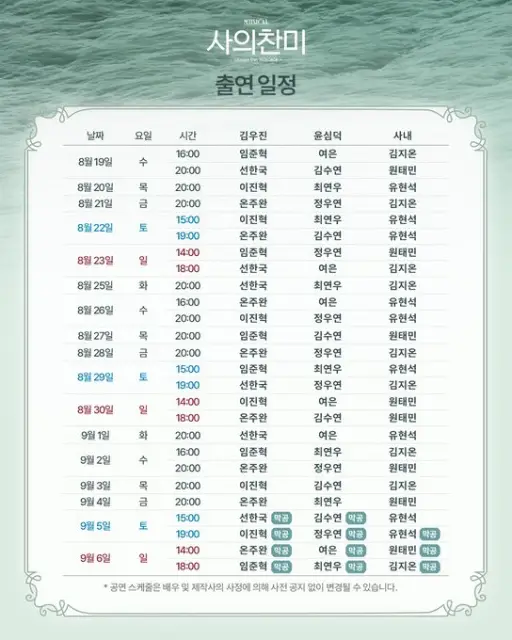 MUSICAL
사의찬미
출연 일정
날짜 요일 시간 김우진 윤심덕 사내
8월 19일 수 16:00 임준혁 여은 김지온
20:00 선한국 김수연 원태민
8월 20일 목 20:00 이진혁 최연우 유현석
8월 21일 금 20:00 온주완 정우연 김지온
8월 22일 토 15:00 이진혁 최연우 유현석
19:00 온주완 김수연 유현석
8월 23일 일 14:00 임준혁 정우연 원태민
18:00 선한국 여은 김지온
8월 25일 화 20:00 선한국 최연우 김지온
8월 26일 수 16:00 온주완 여은 유현석
20:00 이진혁 정우연 유현석
8월 27일 목 20:00 임준혁 김수연 원태민
8월 28일 금 20:00 온주완 정우연 김지온
8월 29일 토 15:00 임준혁 최연우 유현석
19:00 선한국 정우연 김지온
8월 30일 일 14:00 이진혁 여은 원태민
18:00 온주완 김수연 원태민
9월 1일 화 20:00 선한국 여은 유현석
9월 2일 수 16:00 임준혁 최연우 김지온
20:00 온주완 정우연 원태민
9월 3일 목 20:00 이진혁 김수연 김지온
9월 4일 금 20:00 온주완 최연우 원태민
9월 5일 토 15:00 선한국 막공 김수연 막공 유현석
19:00 이진혁 막공 정우연 막공 유현석 막공
9월 6일 일 14:00 온주완 막공 여은 막공 원태민 막공
18:00 임준혁 막공 최연우 막공 김지온 막공
* 공연 스케줄은 배우 및 제작사의 사정에 의해 사전 공지 없이 변경될 수 있습니다.